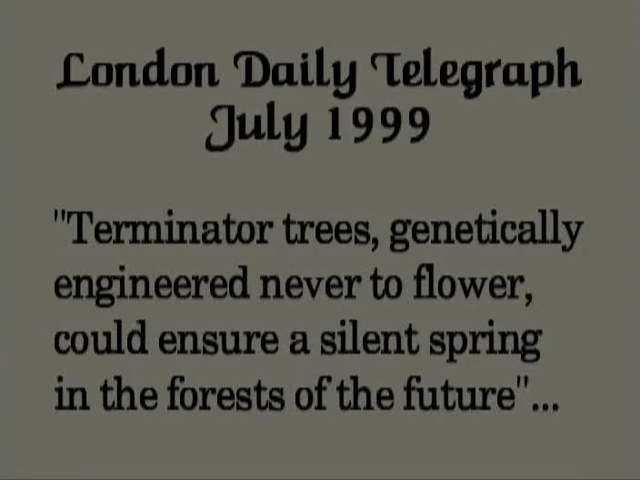 London Daily Telegraph
July 1999
"Terminator trees, genetically
engineered never to flower,
could ensure a silent spring
in the forests of the future"...